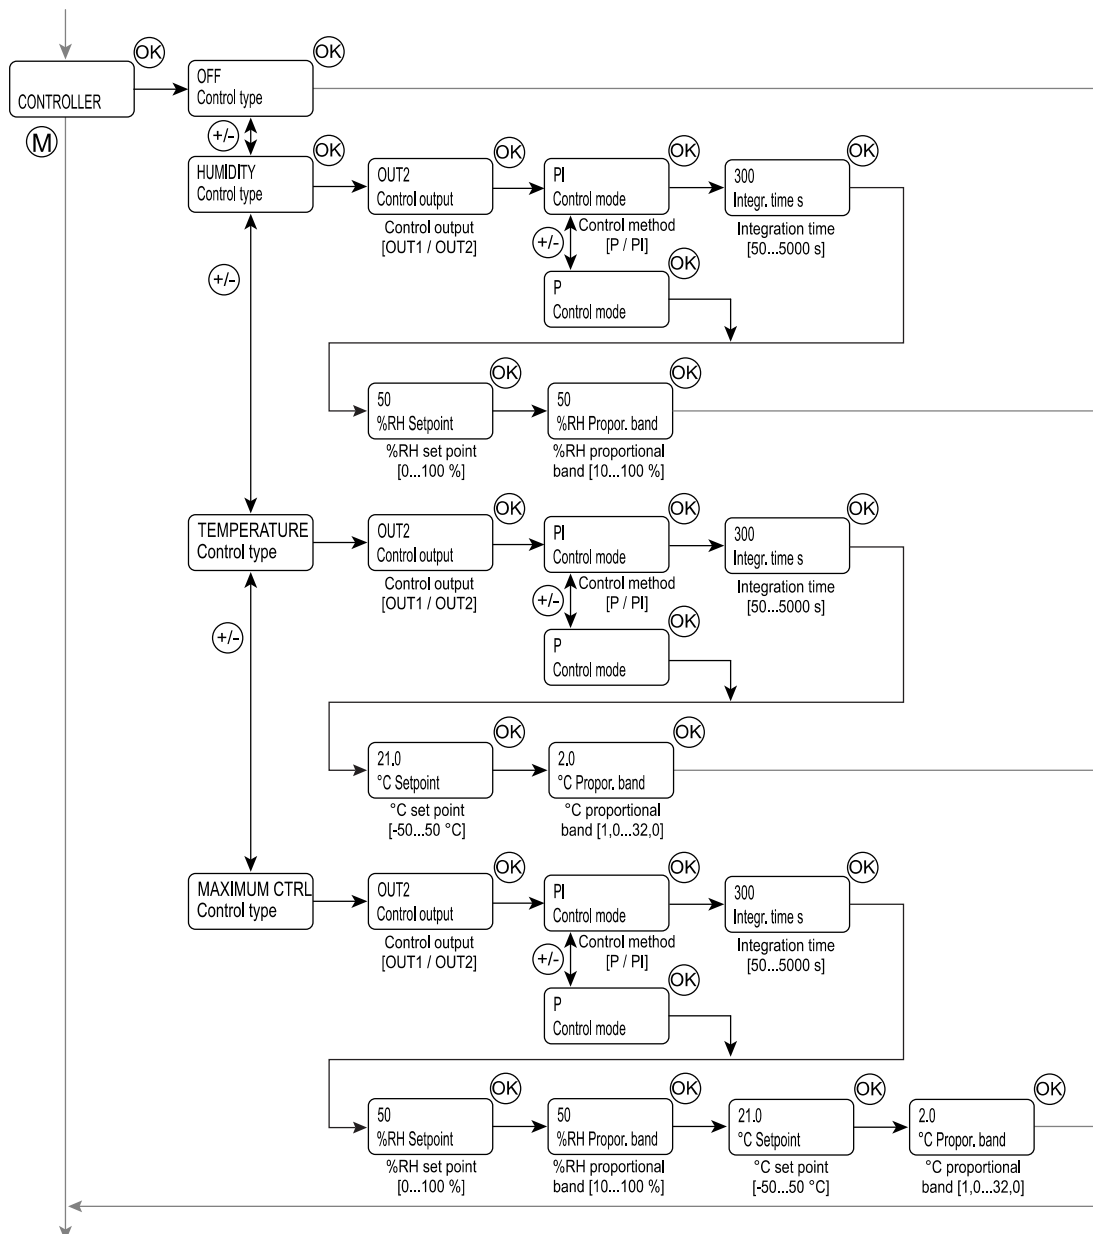 OK
OK
OFF
Control type
CONTROLLER
M
+/-
HUMIDITY
Control type
OK
OUT2
Control output
OK
Control output
[OUT1 / OUT2]
PI
Control mode
OK
Control method
[P / PI]
300
Integr. time s
OK
Integration time
[50...5000 s]
+/-
+/-
P
Control mode
OK
50
%RH Setpoint
OK
%RH set point
[0...100 %]
50
%RH Propor. band
OK
%RH proportional
band [10...100 %]
TEMPERATURE
Control type
OUT2
Control output
OK
Control output
[OUT1 / OUT2]
PI
Control mode
OK
Control method
[P / PI]
300
Integr. time s
OK
Integration time
[50...5000 s]
+/-
+/-
P
Control mode
OK
21.0
°C Setpoint
OK
°C set point
[-50...50 °C]
2.0
°C Propor. band
OK
°C proportional
band [1,0...32,0]
MAXIMUM CTRL
Control type
OUT2
Control output
OK
Control output
[OUT1 / OUT2]
PI
Control mode
OK
Control method
[P / PI]
300
Integr. time s
OK
Integration time
[50...5000 s]
+/-
P
Control mode
OK
50
%RH Setpoint
OK
%RH set point
[0...100 %]
50
%RH Propor. band
OK
%RH proportional
band [10...100 %]
21.0
°C Setpoint
OK
°C set point
[-50...50 °C]
2.0
°C Propor. band
OK
°C proportional
band [1,0...32,0]